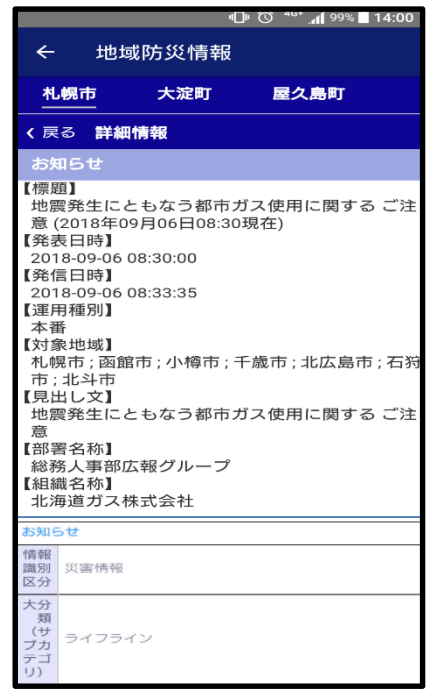 4G+ 99% 14:00
← 地域防災情報
札幌市 大淀町 屋久島町
< 戻る 詳細情報
お知らせ
【標題】
地震発生にともなう都市ガス使用に関する ご注
意 (2018年09月06日08:30現在)
【発表日時】
2018-09-06 08:30:00
【発信日時】
2018-09-06 08:33:35
【運用種別】
本番
【対象地域】
札幌市 ; 函館市 ; 小樽市 ; 千歳市 ; 北広島市 ; 石狩
市 ; 北斗市
【見出し文】
地震発生にともなう都市ガス使用に関する ご注
意
【部署名称】
総務人事部広報グループ
【組織名称】
北海道ガス株式会社
お知らせ
情報
識別
区分
災害情報
大分
類
（サ
ブカ
テゴ
リ）
ライフライン